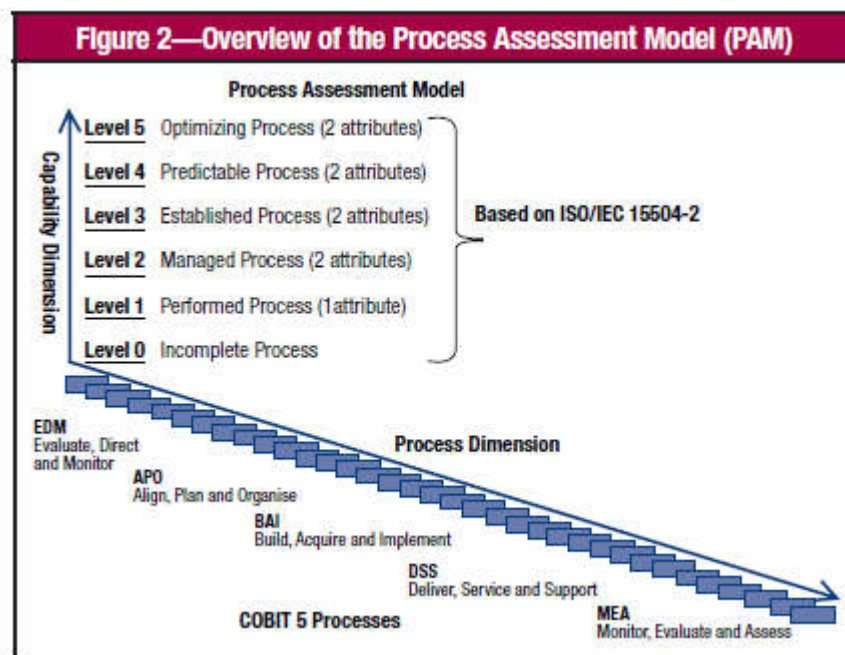 Figure 2—Overview of the Process Assessment Model (PAM)
Process Assessment Model
Capability Dimension
Level 5 Optimizing Process (2 attributes)
Level 4 Predictable Process (2 attributes)
Level 3 Established Process (2 attributes)
Level 2 Managed Process (2 attributes)
Level 1 Performed Process (1attribute)
Level 0 Incomplete Process
Based on ISO/IEC 15504-2
Process Dimension
EDM
Evaluate, Direct
and Monitor
APO
Align, Plan and Organise
BAI
Build, Acquire and Implement
DSS
Deliver, Service and Support
MEA
Monitor, Evaluate and Assess
COBIT 5 Processes